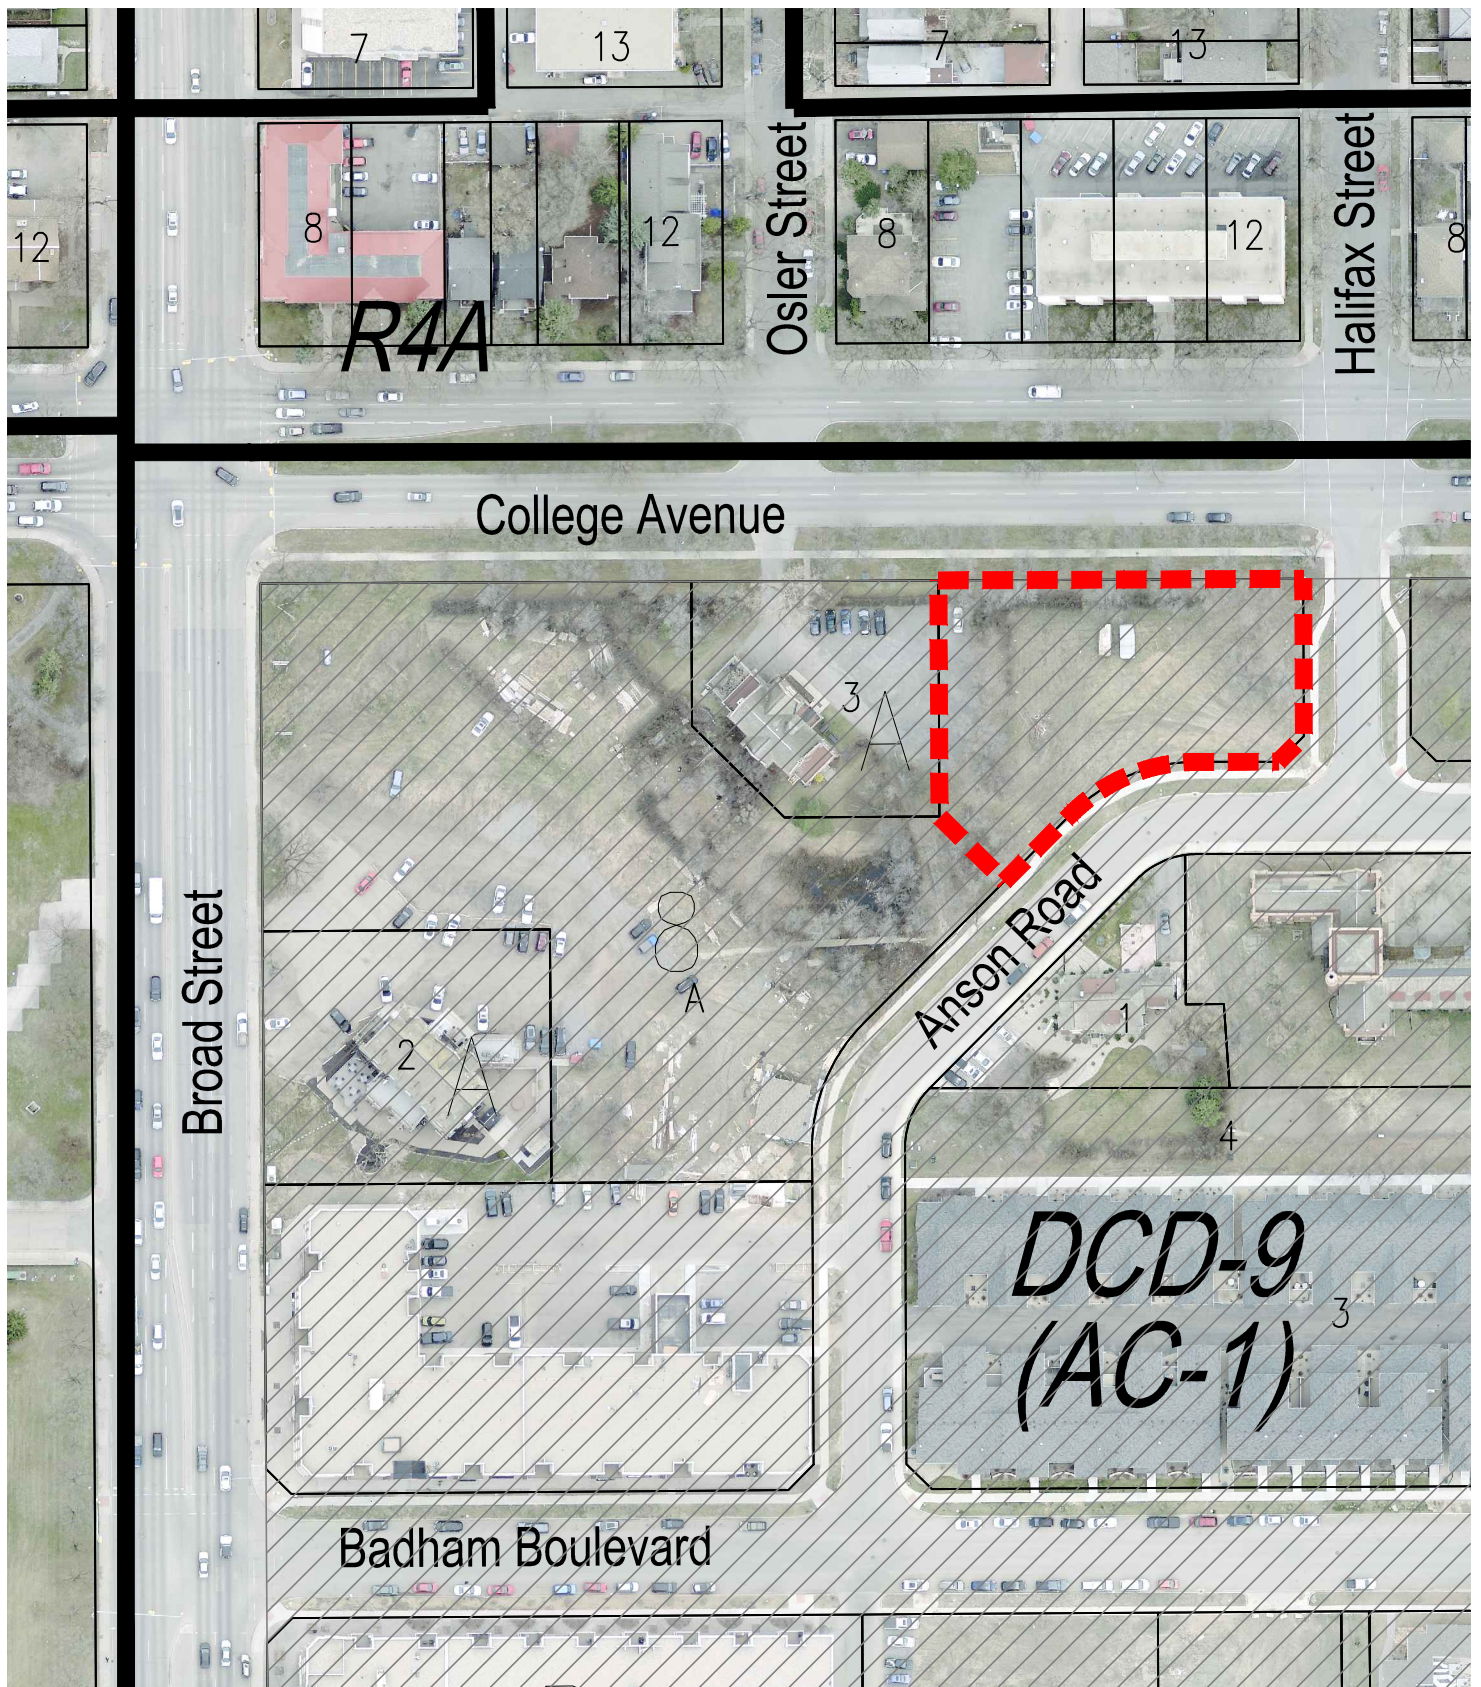 7
13
7
13
12
8
12
8
12
8
Osler Street
Halifax Street
R4A
College Avenue
3
A
8
A
Broad Street
Anson Road
2
A
1
4
DCD-9
(AC-1)
3
Badham Boulevard